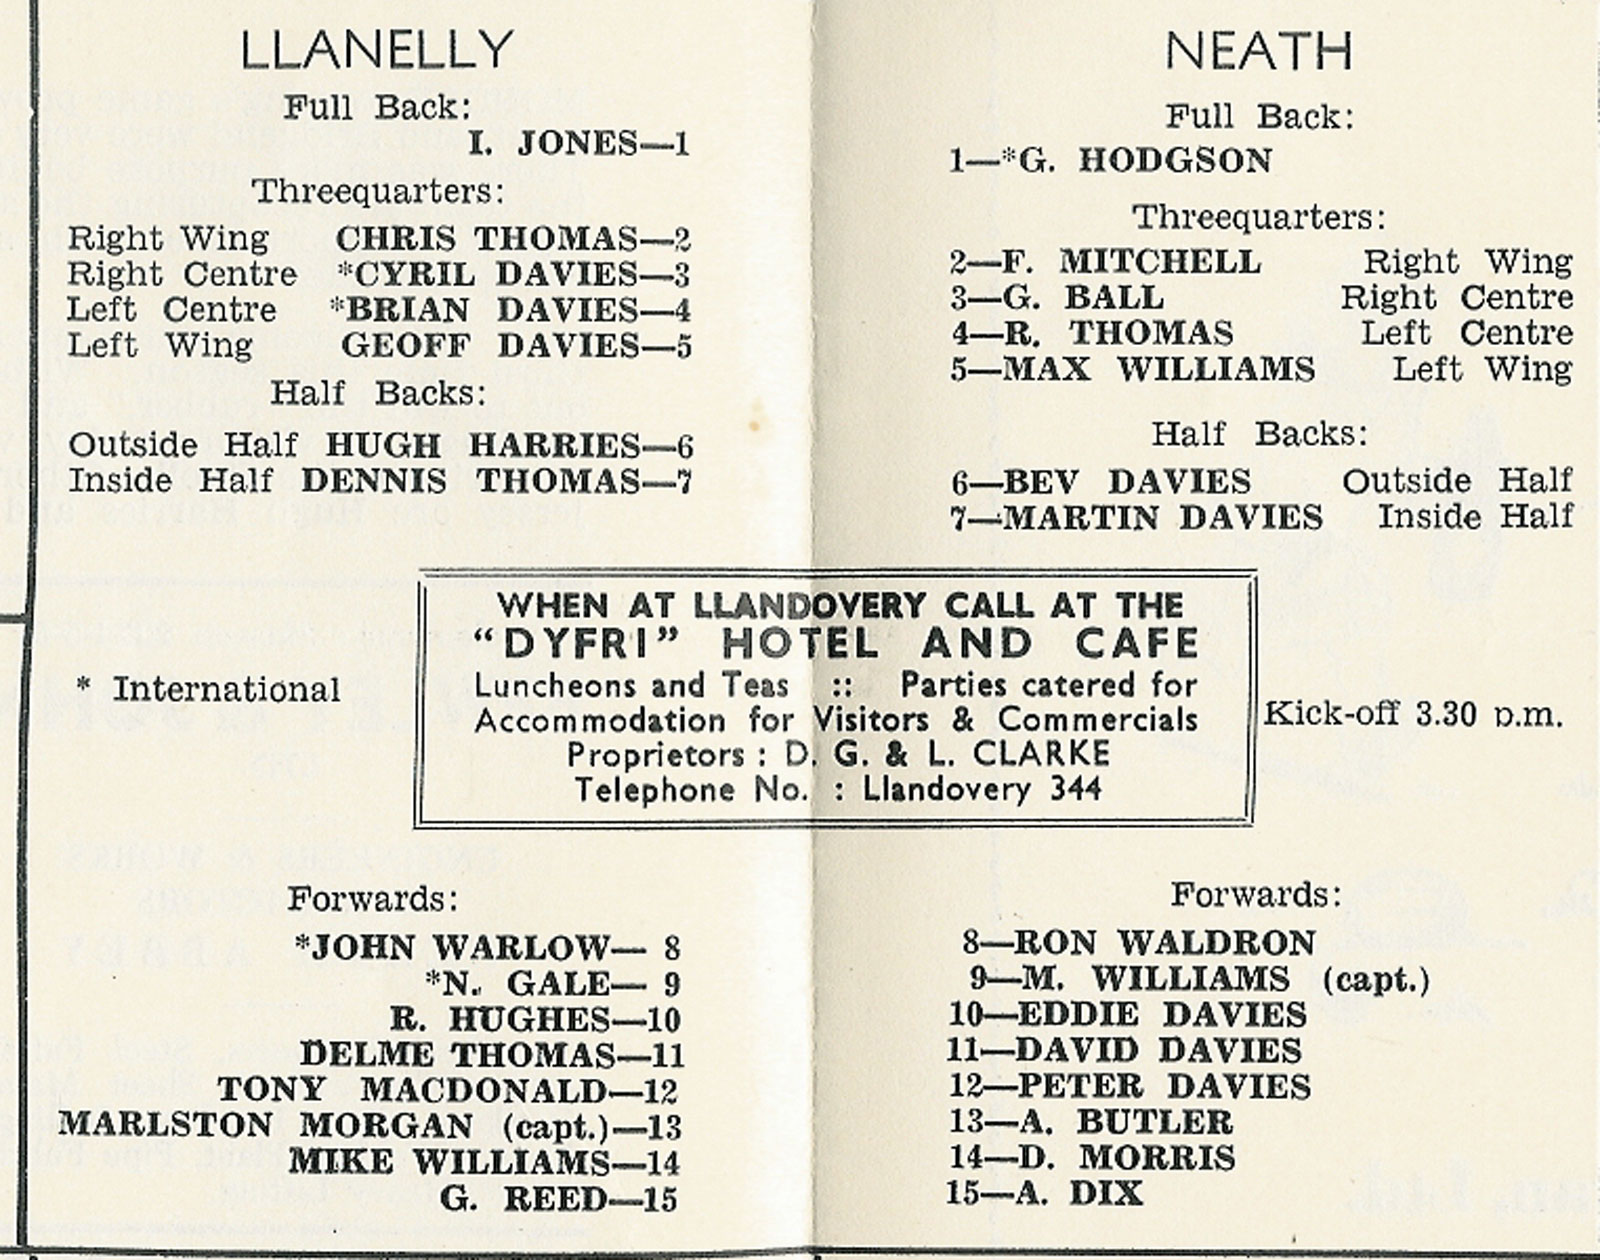 LLANELLY
Full Back:
I. JONES—1
Threequarters:
Right Wing CHRIS THOMAS—2
Right Centre *CYRIL DAVIES—3
Left Centre *BRIAN DAVIES—4
Left Wing GEOFF DAVIES—5
Half Backs:
Outside Half HUGH HARRIES—6
Inside Half DENNIS THOMAS—7
NEATH
Full Back:
1—*G. HODGSON
Threequarters:
2—F. MITCHELL Right Wing
3—G. BALL Right Centre
4—R. THOMAS Left Centre
5—MAX WILLIAMS Left Wing
Half Backs:
6—BEV DAVIES Outside Half
7—MARTIN DAVIES Inside Half
* International
WHEN AT LLANDOVERY CALL AT THE
“DYFRI” HOTEL AND CAFE
Luncheons and Teas :: Parties catered for
Accommodation for Visitors & Commercials
Proprietors : D. G. & L. CLARKE
Telephone No. : Llandovery 344
Kick-off 3.30 p.m.
Forwards:
*JOHN WARLOW— 8
*N. GALE— 9
R. HUGHES—10
DELME THOMAS—11
TONY MACDONALD—12
MARLSTON MORGAN (capt.)—13
MIKE WILLIAMS—14
G. REED—15
Forwards:
8—RON WALDRON
9—M. WILLIAMS (capt.)
10—EDDIE DAVIES
11—DAVID DAVIES
12—PETER DAVIES
13—A. BUTLER
14—D. MORRIS
15—A. DIX